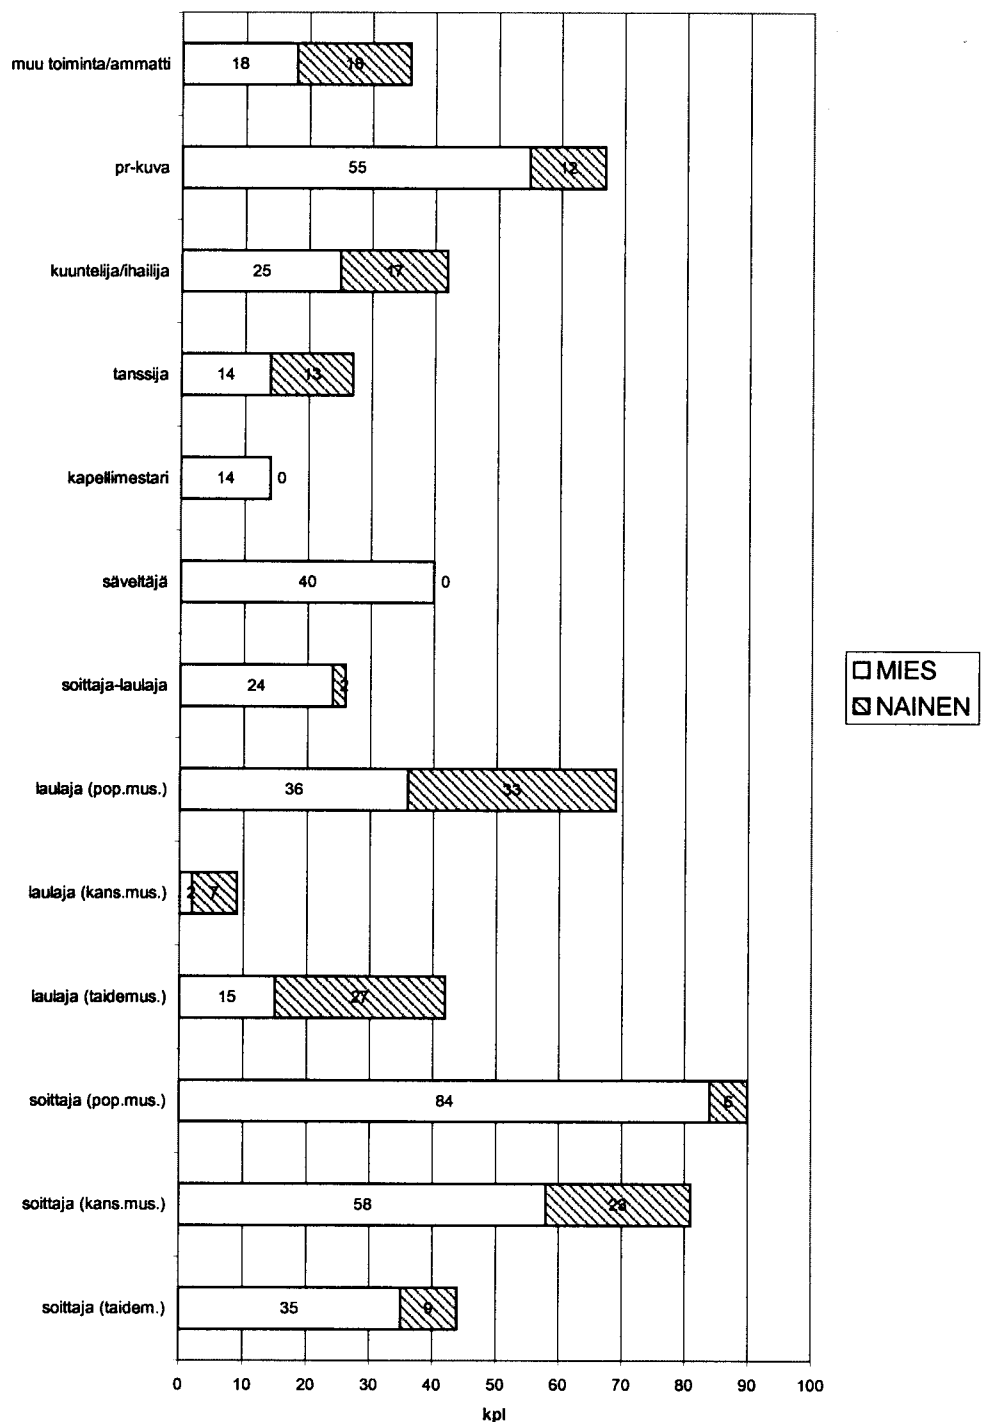 muu toiminta/ammatti 18 18
pr-kuva 55 12
kuuntelija/ihailija 25 17
tanssija 14 13
kapellimestari 14 0
säveltäjä 40 0
soittaja-laulaja 24 2
MIES
NAINEN
laulaja (pop.mus.) 36 33
laulaja (kans.mus.) 2 7
laulaja (taidemus.) 15 27
soittaja (pop.mus.) 84 6
soittaja (kans.mus.) 58 23
soittaja (taidem.) 35 9
0 10 20 30 40 50 60 70 80 90 100
kpl